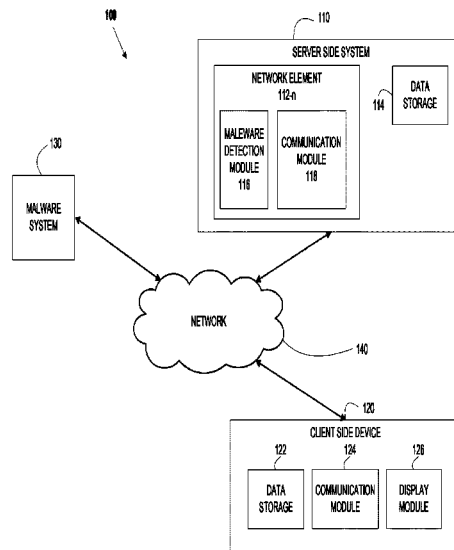 100
110
SERVER SIDE SYSTEM
NETWORK ELEMENT
112-n
DATA
STORAGE
114
MALEWARE
DETECTION
MODULE
116
COMMUNICATION
MODULE
118
130
MALWARE
SYSTEM
NETWORK
140
120
CLIENT SIDE DEVICE
122
124
126
DATA
STORAGE
COMMUNICATION
MODULE
DISPLAY
MODULE